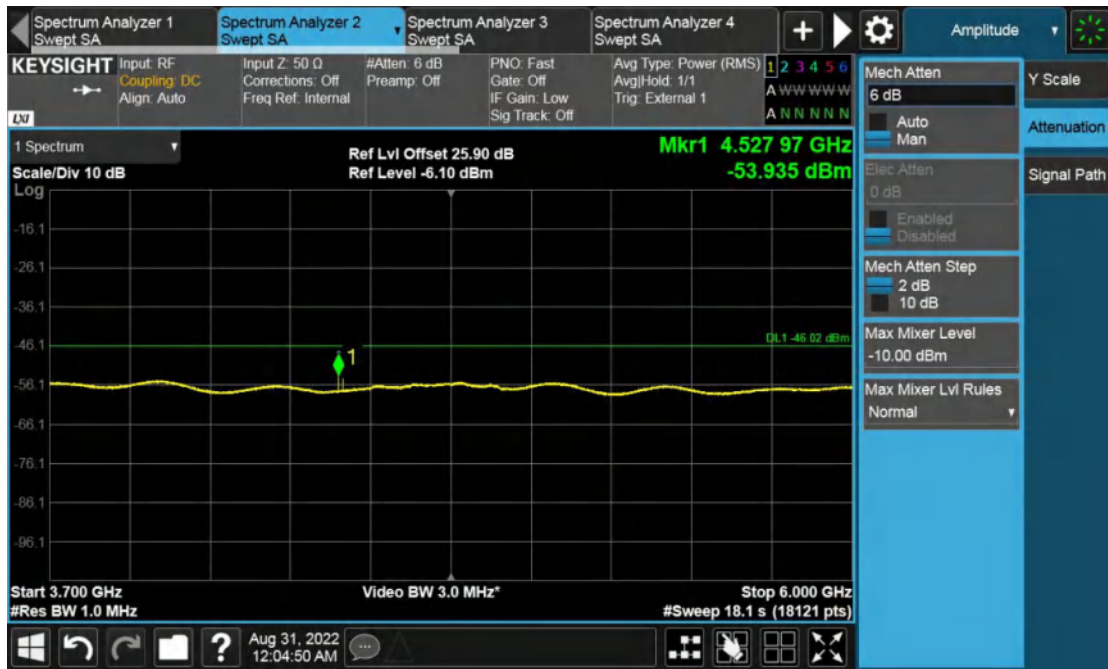 Spectrum Analyzer 1
Swept SA
Spectrum Analyzer 2
Swept SA
Spectrum Analyzer 3
Swept SA
Spectrum Analyzer 4
Swept SA
Amplitude
KEYSIGHT
LXI
Input: RF
Coupling: DC
Align: Auto
Input Z: 50 Ω
Corrections: Off
Freq Ref: Internal
#Atten: 6 dB
Preamp: Off
PNO: Fast
Gate: Off
IF Gain: Low
Sig Track: Off
Avg Type: Power (RMS)
Avg|Hold: 1/1
Trig: External 1
1 2 3 4 5 6
A W W W W W
A N N N N N
1 Spectrum
Scale/Div 10 dB
Ref Lvl Offset 25.90 dB
Ref Level -6.10 dBm
Mkr1 4.527 97 GHz
-53.935 dBm
Log
-16.1
-26.1
-36.1
-46.1
-56.1
-66.1
-76.1
-86.1
-96.1
DL1 -46.02 dBm
1
Start 3.700 GHz
#Res BW 1.0 MHz
Video BW 3.0 MHz*
Stop 6.000 GHz
#Sweep 18.1 s (18121 pts)
Mech Atten
6 dB
Auto
Man
Elec Atten
0 dB
Enabled
Disabled
Mech Atten Step
2 dB
10 dB
Max Mixer Level
-10.00 dBm
Max Mixer Lvl Rules
Normal
Y Scale
Attenuation
Signal Path
?
Aug 31, 2022
12:04:50 AM